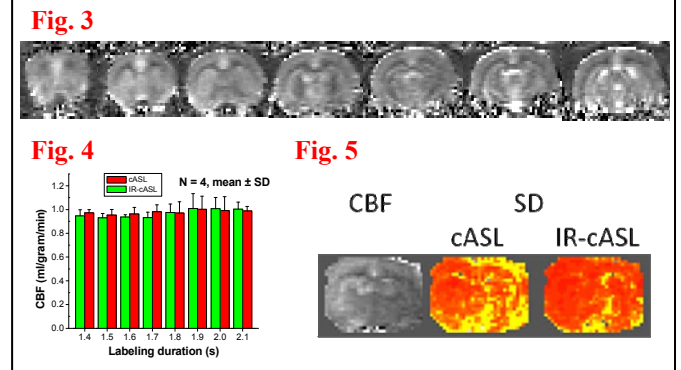 Fig. 3
Fig. 4
cASL
IR-cASL
N = 4, mean ± SD
1.2
1.0
0.8
0.6
0.4
0.2
0.0
CBF (ml/gram/min)
1.4 1.5 1.6 1.7 1.8 1.9 2.0 2.1
Labeling duration (s)
Fig. 5
CBF SD
cASL IR-cASL